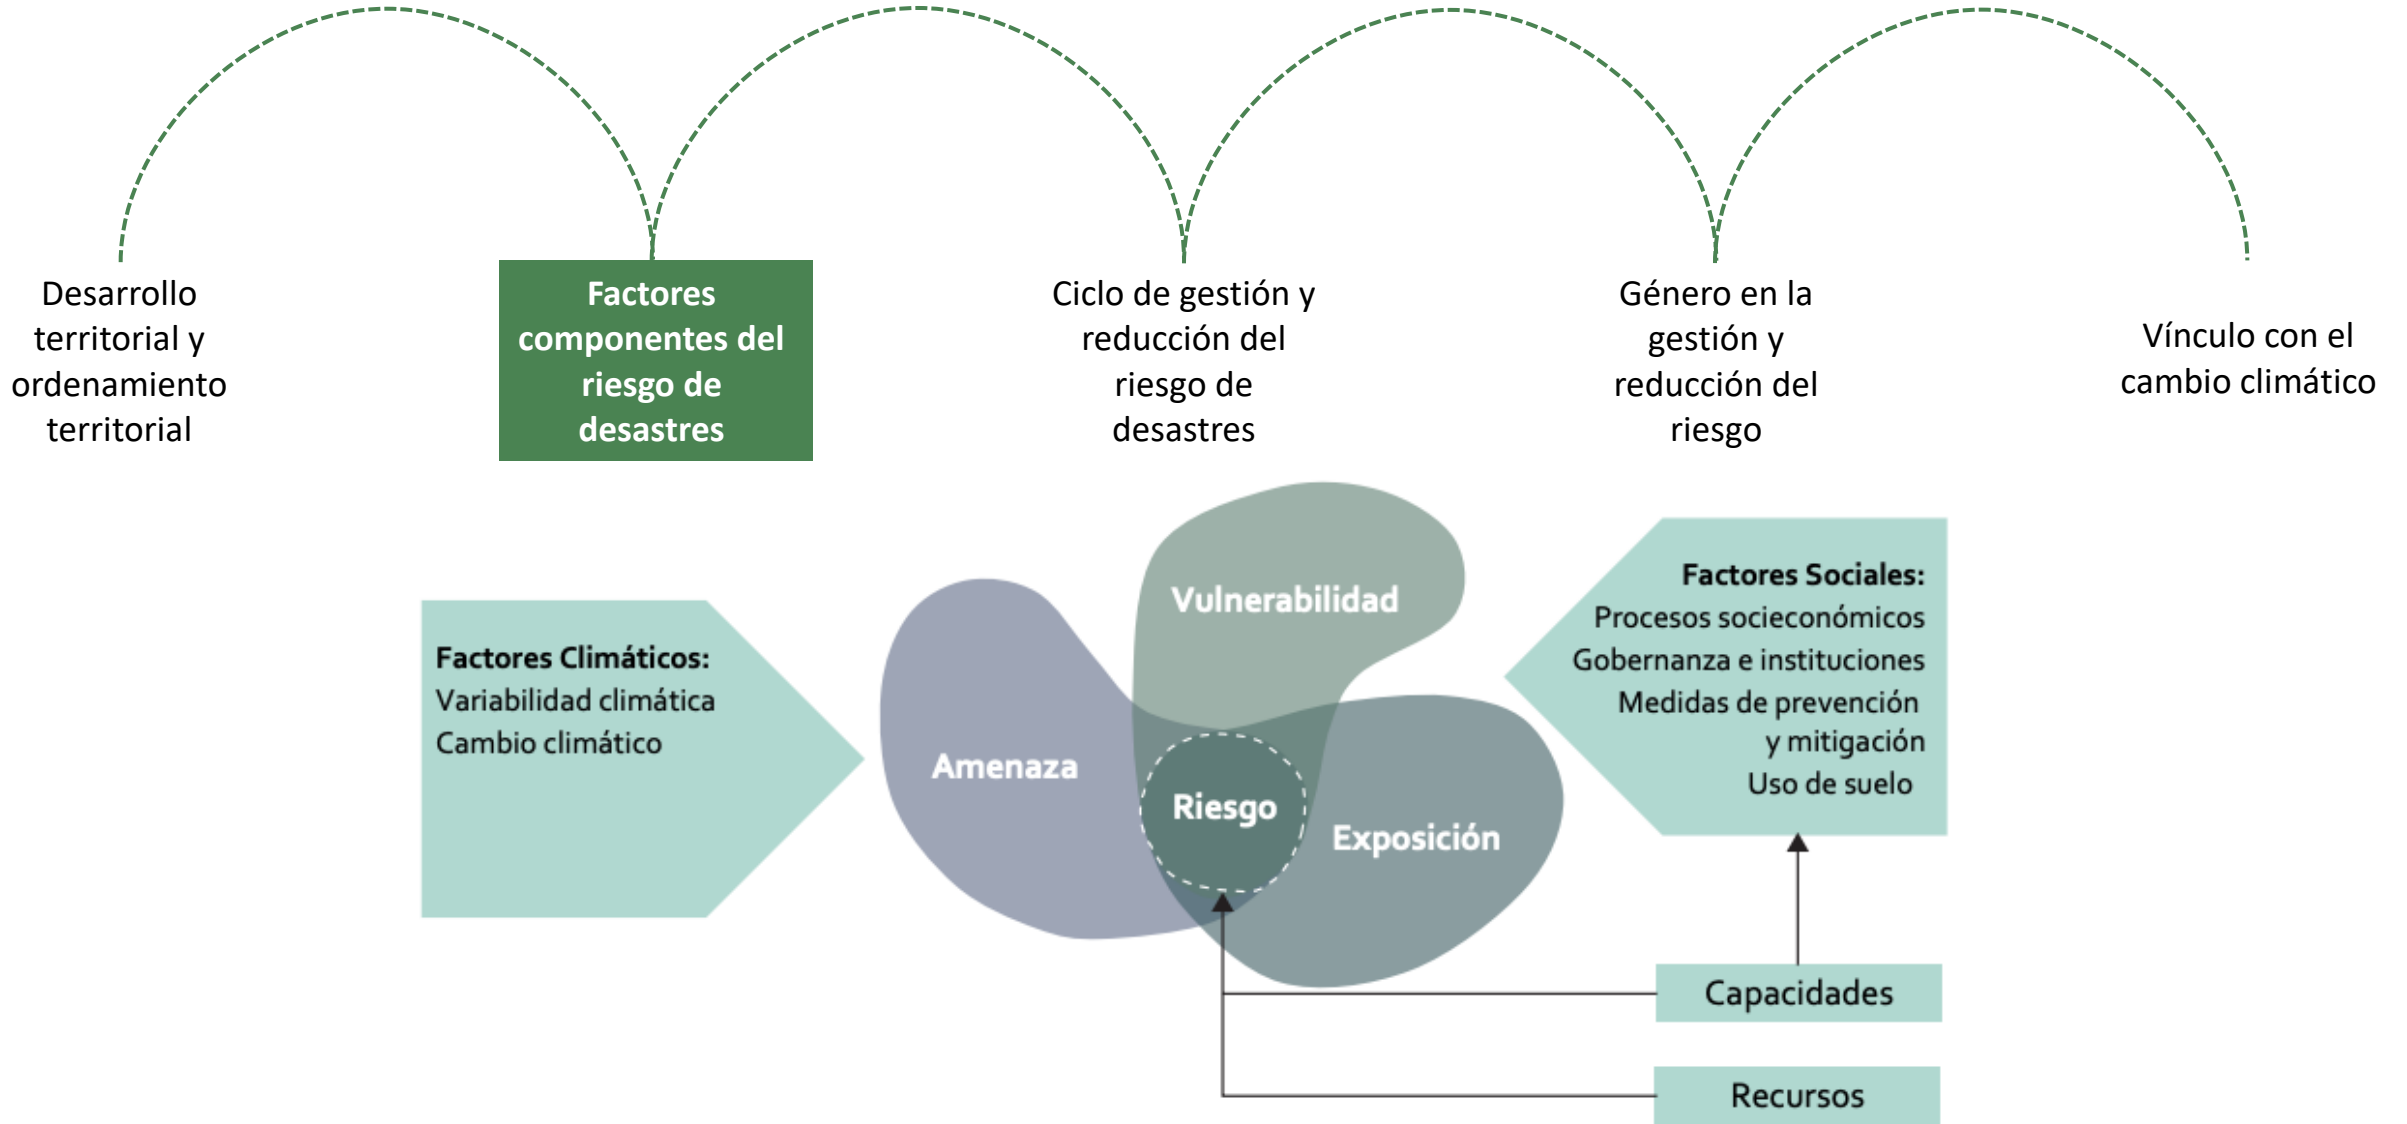 Desarrollo
territorial y
ordenamiento
territorial
Factores
componentes del
riesgo de
desastres
Ciclo de gestión y
reducción del
riesgo de
desastres
Género en la
gestión y
reducción del
riesgo
Vínculo con el
cambio climático
Factores Climáticos:
Variabilidad climática
Cambio climático
Vulnerabilidad
Amenaza
Riesgo
Exposición
Factores Sociales:
Procesos socieconómicos
Gobernanza e instituciones
Medidas de prevención
y mitigación
Uso de suelo
Capacidades
Recursos